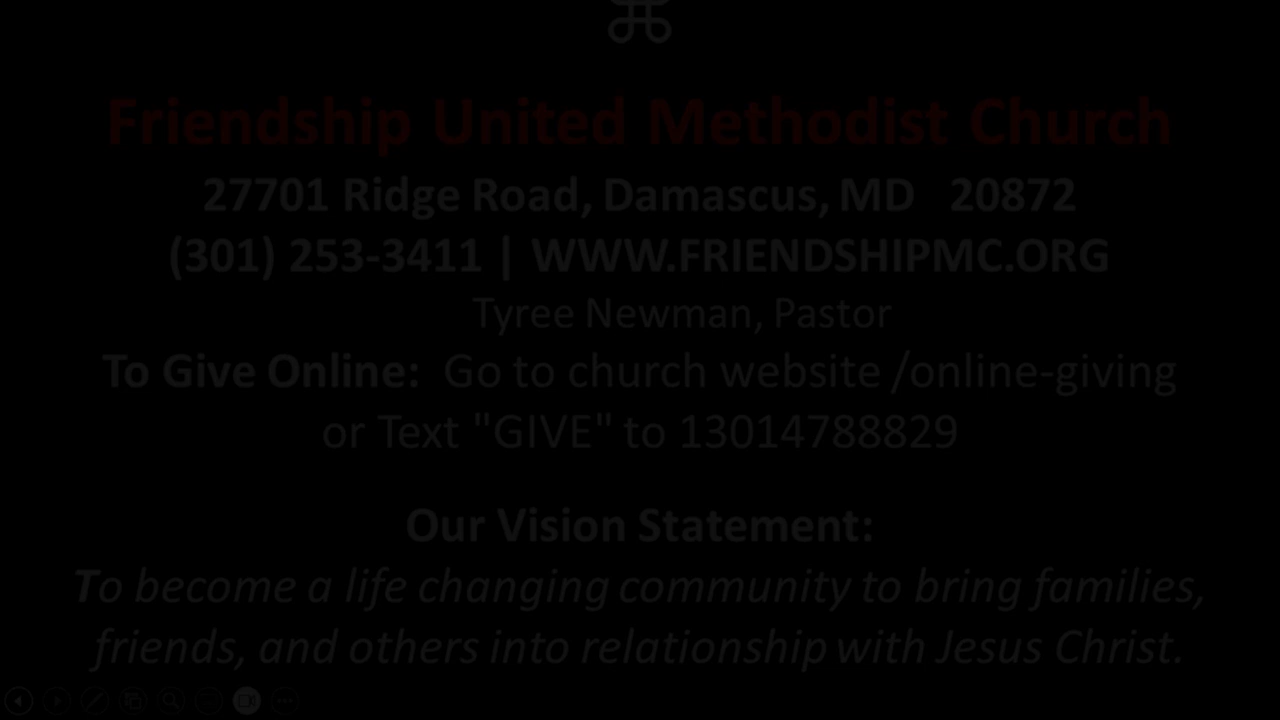 ⌘
Friendship United Methodist Church
27701 Ridge Road, Damascus, MD 20872
(301) 253-3411 | WWW.FRIENDSHIPMC.ORG
Tyree Newman, Pastor
To Give Online: Go to church website /online-giving
or Text "GIVE" to 13014788829
Our Vision Statement:
To become a life changing community to bring families,
friends, and others into relationship with Jesus Christ.